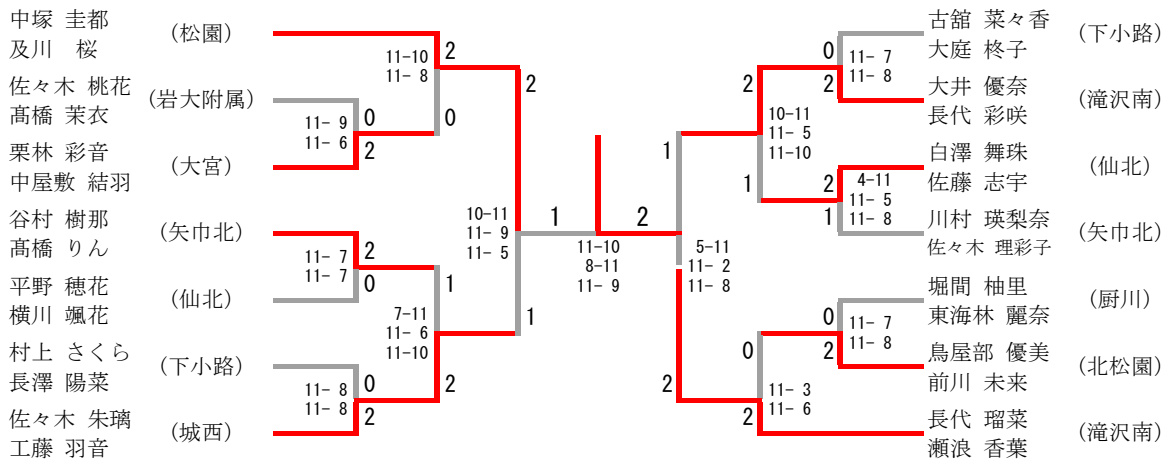 中塚 圭都
及川 桜
(松園)
佐々木 桃花
髙橋 茉衣
(岩大附属)
栗林 彩音
中屋敷 結羽
(大宮)
谷村 樹那
髙橋 りん
(矢巾北)
平野 穂花
横川 颯花
(仙北)
村上 さくら
長澤 陽菜
(下小路)
佐々木 朱璃
工藤 羽音
(城西)
11- 9
11- 6
0
2
11-10
11- 8
2
0
11- 7
11- 7
2
0
11- 8
11- 8
0
2
7-11
11- 6
11-10
1
2
10-11
11- 9
11- 5
2
1
1
2
11-10
8-11
11- 9
5-11
11- 2
11- 8
1
2
10-11
11- 5
11-10
2
1
0
2
11- 3
11- 6
0
2
11- 7
11- 8
2
1
4-11
11- 5
11- 8
0
2
11- 7
11- 8
古舘 菜々香
大庭 柊子
(下小路)
大井 優奈
長代 彩咲
(滝沢南)
白澤 舞珠
佐藤 志宇
(仙北)
川村 瑛梨奈
佐々木 理彩子
(矢巾北)
堀間 柚里
東海林 麗奈
(厨川)
鳥屋部 優美
前川 未来
(北松園)
長代 瑠菜
瀬浪 香葉
(滝沢南)